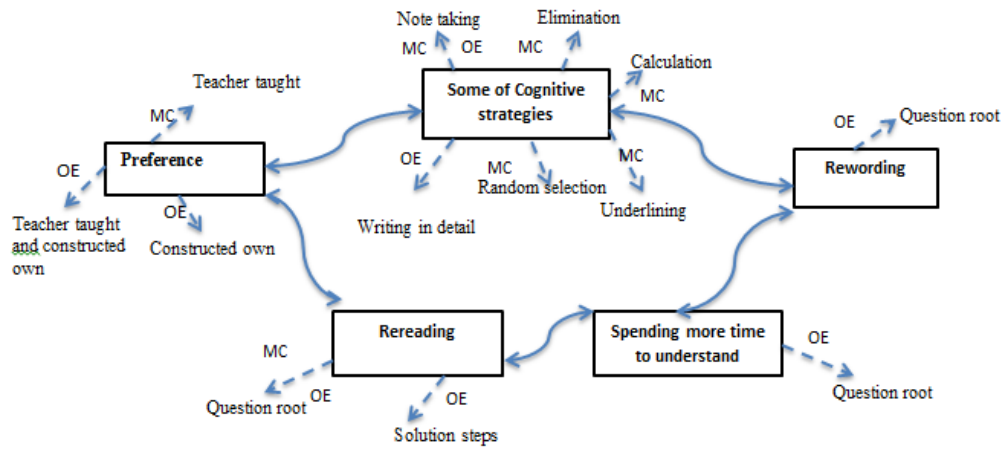 Note taking
Elimination
MC
OE
MC
Calculation
MC
Some of Cognitive
strategies
Teacher taught
MC
Question root
OE
Preference
OE
MC
MC
Rewording
OE
Random selection
Underlining
OE
Writing in detail
Teacher taught
and constructed
own
Constructed own
Rereading
Spending more time
to understand
OE
MC
Question root
OE
OE
Question root
Solution steps